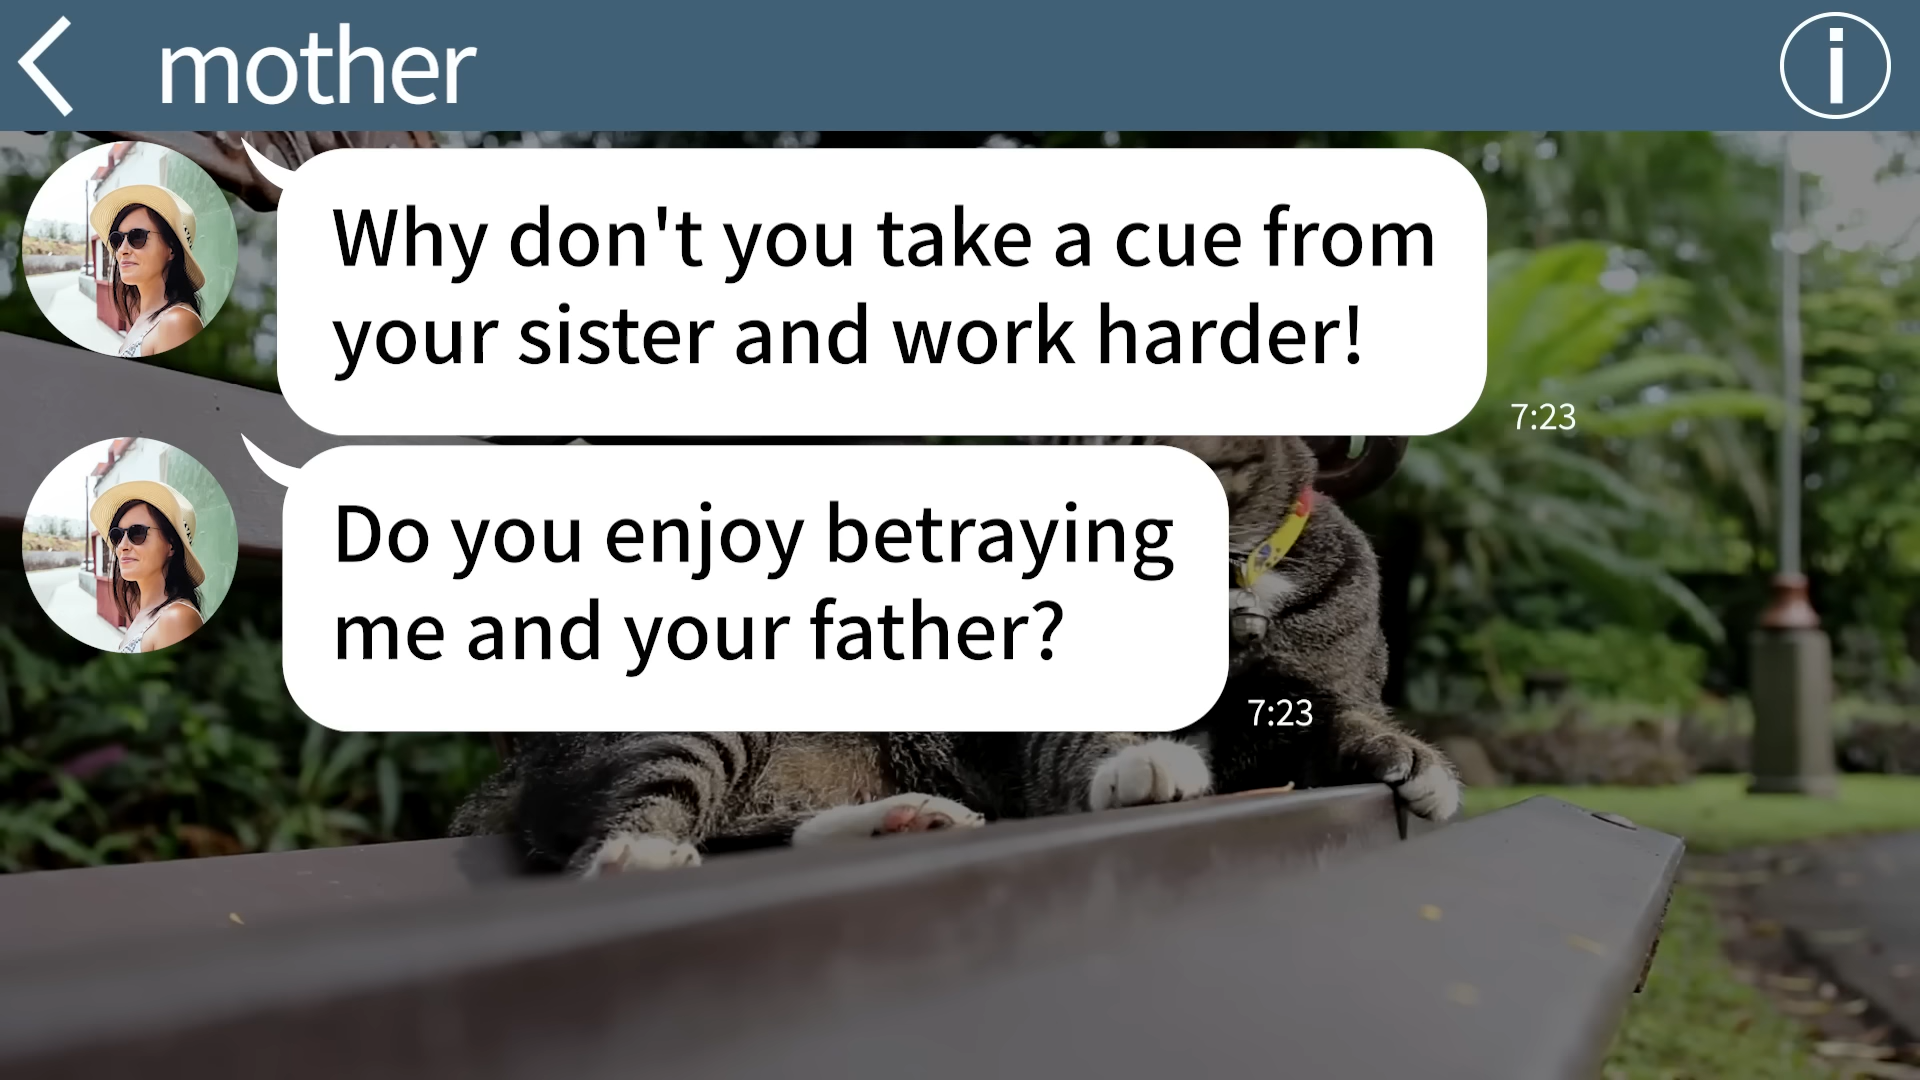 mother
Why don't you take a cue from
your sister and work harder!
7:23
Do you enjoy betraying
me and your father?
7:23